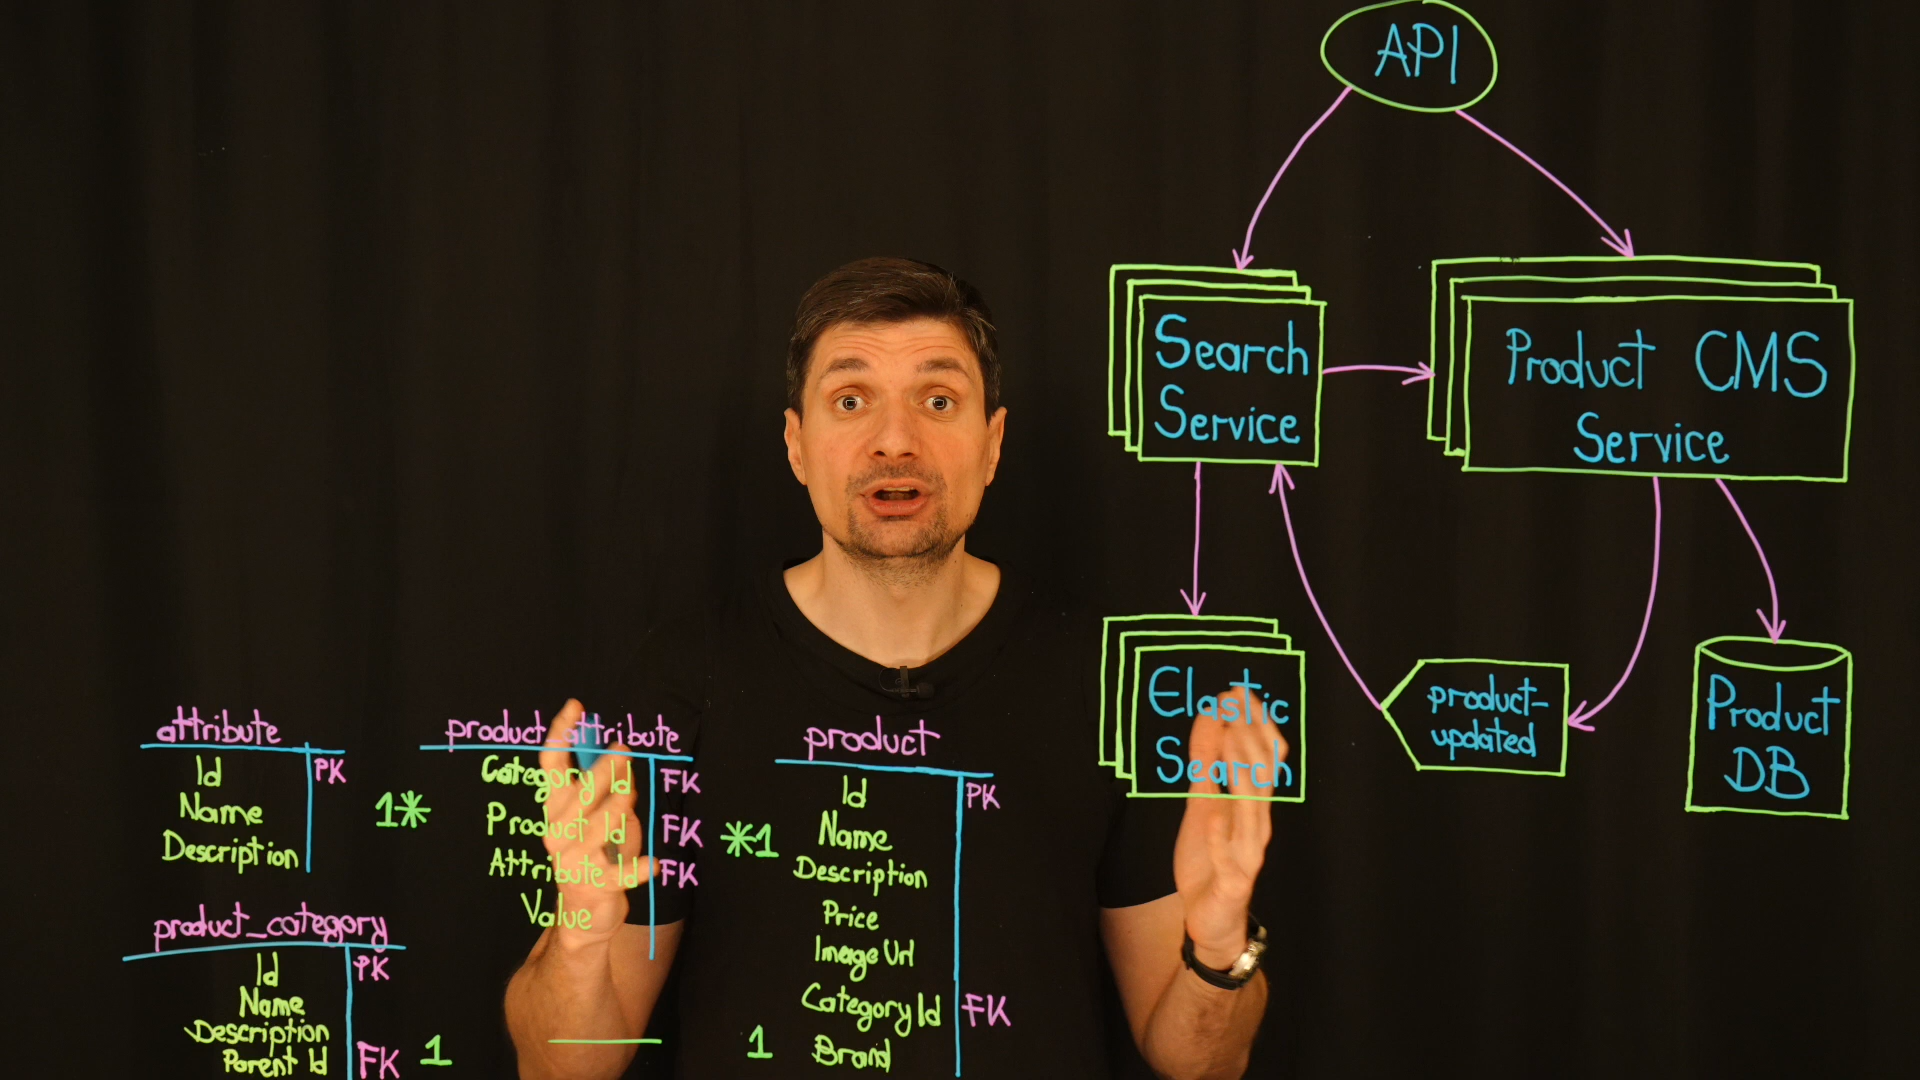 API
Search
Service
Product CMS
Service
Elastic
Search
product-
updated
Product
DB
attribute
Id PK
Name
Description
1*
product_attribute
Category Id FK
Product Id FK
Attribute Id FK
Value
*1
product
Id PK
Name
Description
Price
Image Url
Category Id FK
Brand
product_category
Id PK
Name
Description
Parent Id FK
1
1